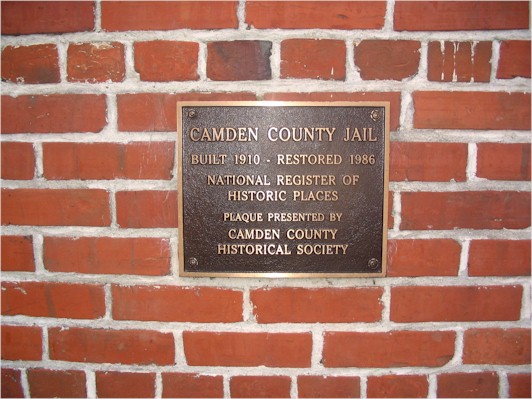 CAMDEN COUNTY JAIL
BUILT 1910 - RESTORED 1986
NATIONAL REGISTER OF
HISTORIC PLACES
PLAQUE PRESENTED BY
CAMDEN COUNTY
HISTORICAL SOCIETY